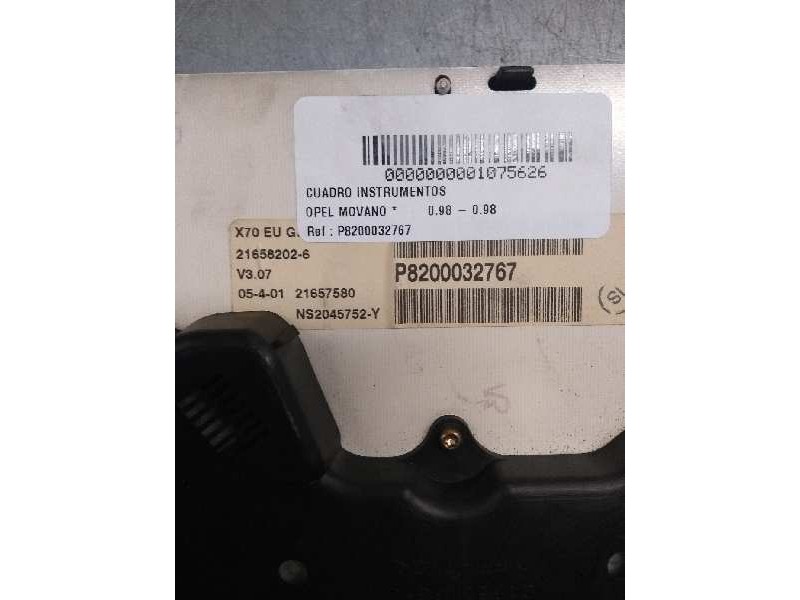 0000000001075626
CUADRO INSTRUMENTOS
OPEL MOVANO * 0.98 - 0.98
Ref : P8200032767
X70 EU
21658202-6
V3.07
P8200032767
05-4-01 21657580
NS2045752-Y